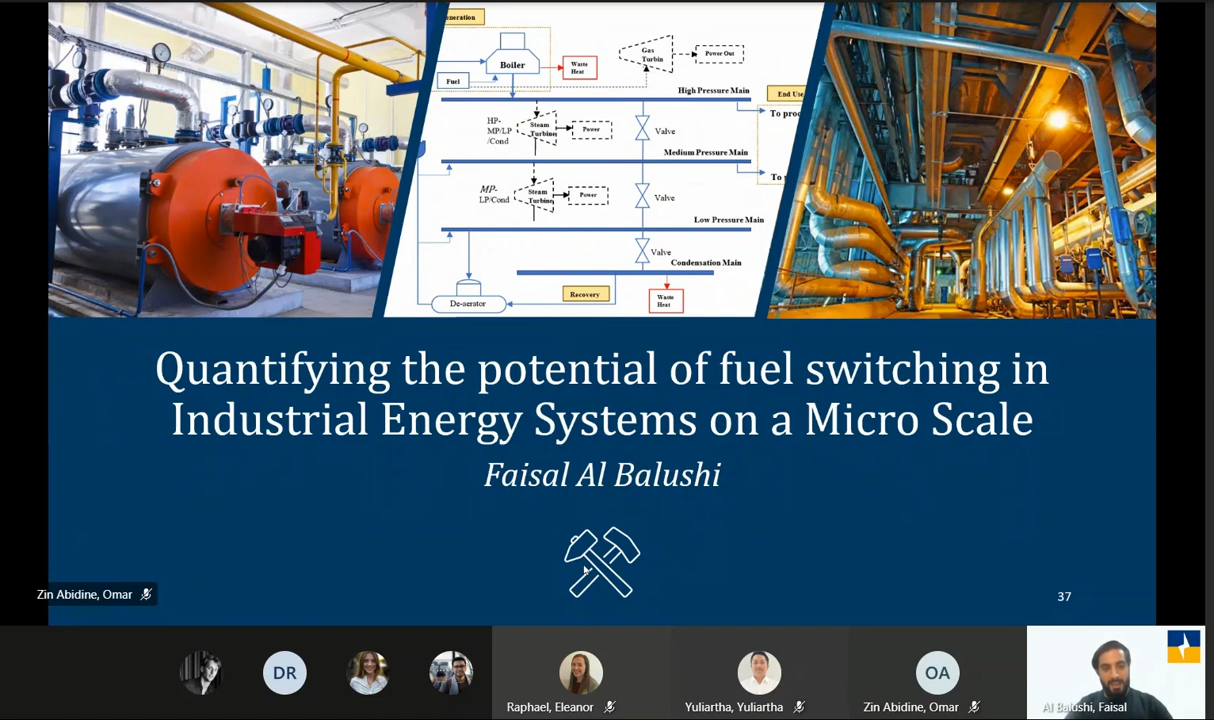 eneration
Boiler
Waste
Heat
Gas
Turbin
Power Out
Fuel
High Pressure Main
End Use
To proc
HP-
MP/LP
/Cond
Steam
Turbine
Power
Valve
Medium Pressure Main
To
MP-
LP/Cond
Steam
Turbine
Power
Valve
Low Pressure Main
Valve
Condensation Main
De-aerator
Recovery
Waste
Heat
Quantifying the potential of fuel switching in
Industrial Energy Systems on a Micro Scale
Faisal Al Balushi
Zin Abidine, Omar
37
DR
OA
Raphael, Eleanor
Yuliartha, Yuliartha
Zin Abidine, Omar
Al Balushi, Faisal